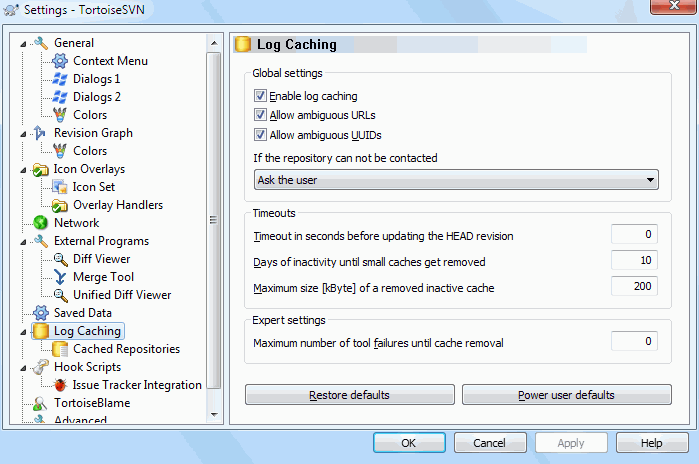 Settings - TortoiseSVN
General
Context Menu
Dialogs 1
Dialogs 2
Colors
Revision Graph
Colors
Icon Overlays
Icon Set
Overlay Handlers
Network
External Programs
Diff Viewer
Merge Tool
Unified Diff Viewer
Saved Data
Log Caching
Cached Repositories
Hook Scripts
Issue Tracker Integration
TortoiseBlame
Advanced
Log Caching
Global settings
Enable log caching
Allow ambiguous URLs
Allow ambiguous UUIDs
If the repository can not be contacted
Ask the user
Timeouts
Timeout in seconds before updating the HEAD revision 0
Days of inactivity until small caches get removed 10
Maximum size [kByte] of a removed inactive cache 200
Expert settings
Maximum number of tool failures until cache removal 0
Restore defaults Power user defaults
OK Cancel Apply Help